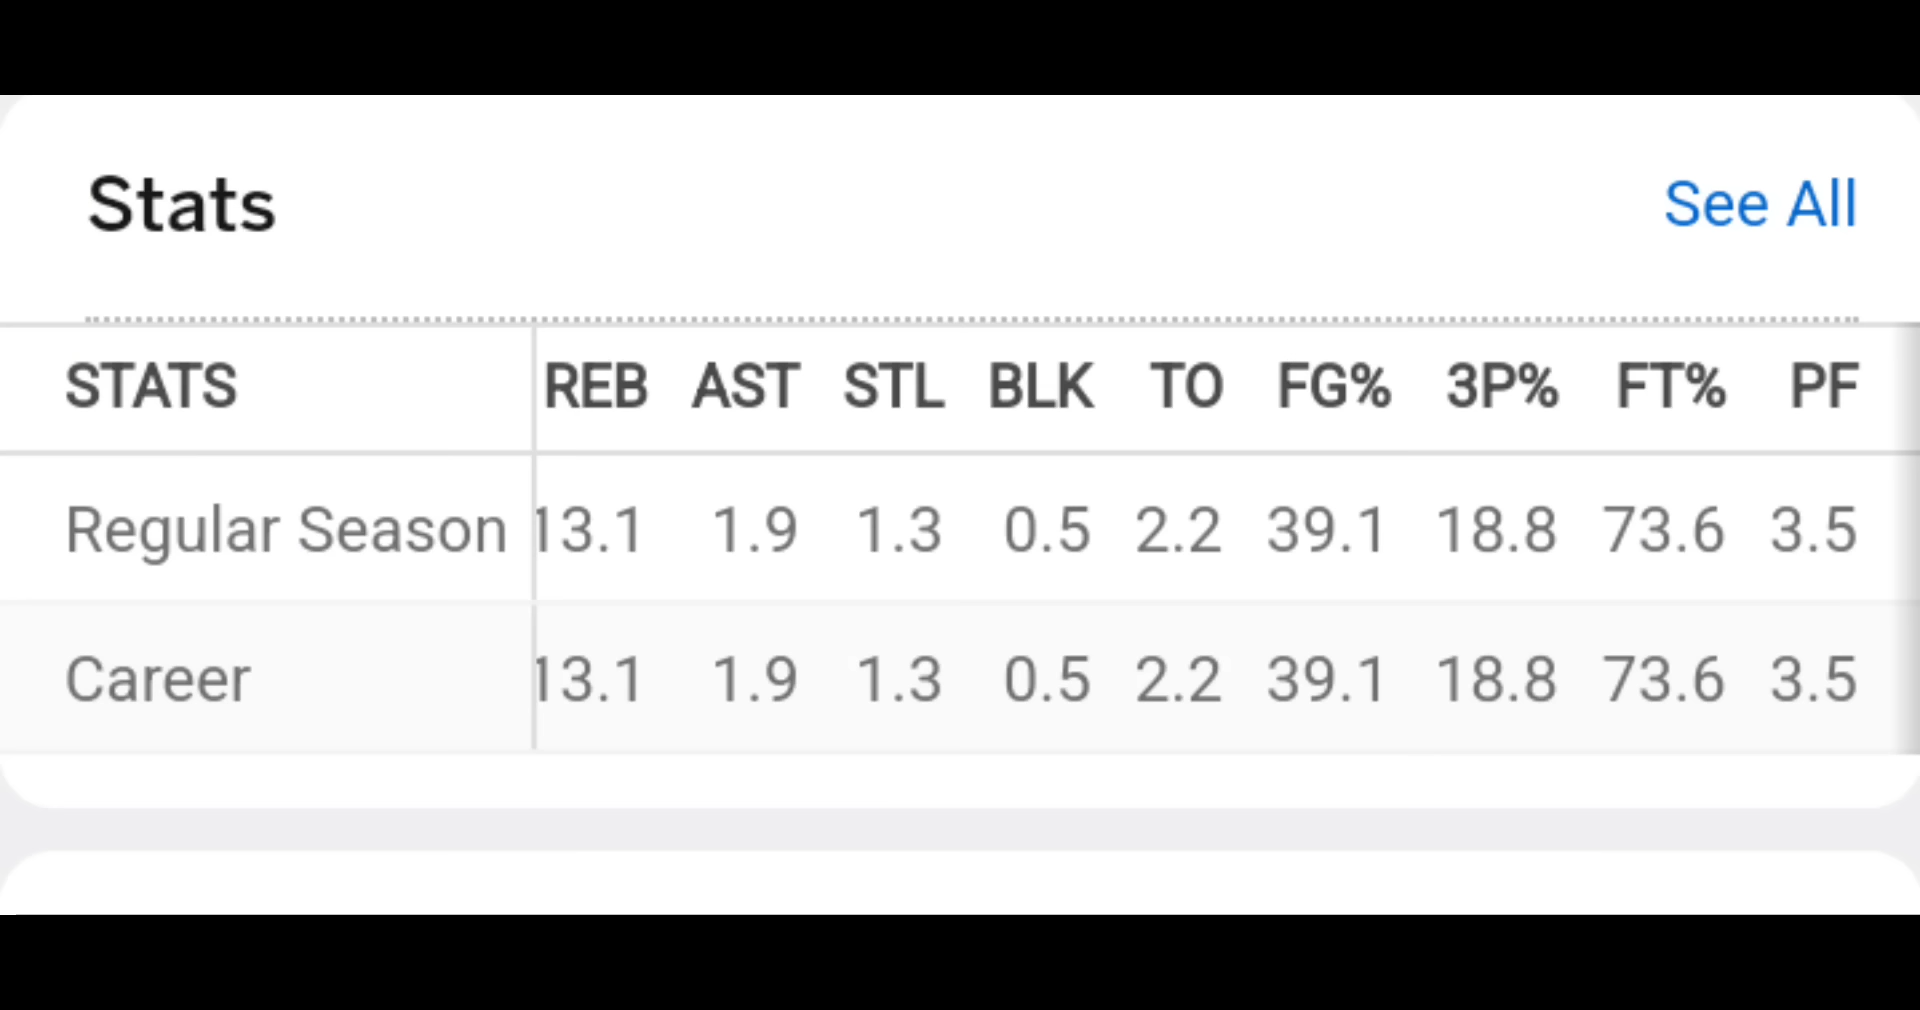 Stats See All
STATS REB AST STL BLK TO FG% 3P% FT% PF
Regular Season 13.1 1.9 1.3 0.5 2.2 39.1 18.8 73.6 3.5
Career 13.1 1.9 1.3 0.5 2.2 39.1 18.8 73.6 3.5